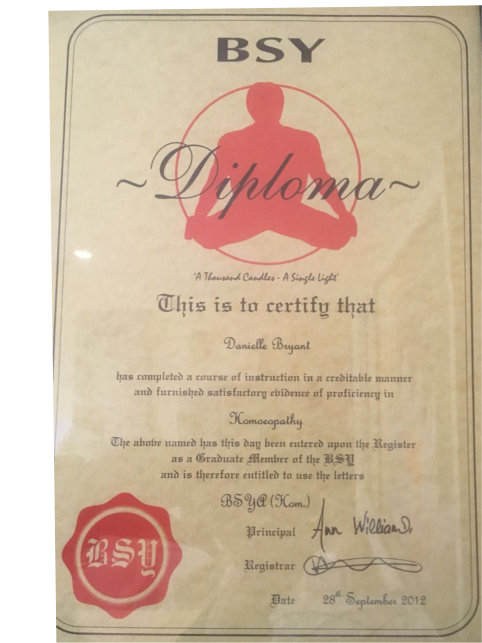 BSY
~Diploma~
'A Thousand Candles - A Single Light'
This is to certify that
Danielle Bryant
has completed a course of instruction in a creditable manner
and furnished satisfactory evidence of proficiency in
Homoeopathy
The above named has this day been entered upon the Register
as a Graduate Member of the BSY
and is therefore entitled to use the letters
BSYA (Hom.)
Principal Ann Williams.
Registrar
Date 28th September 2012
BSY